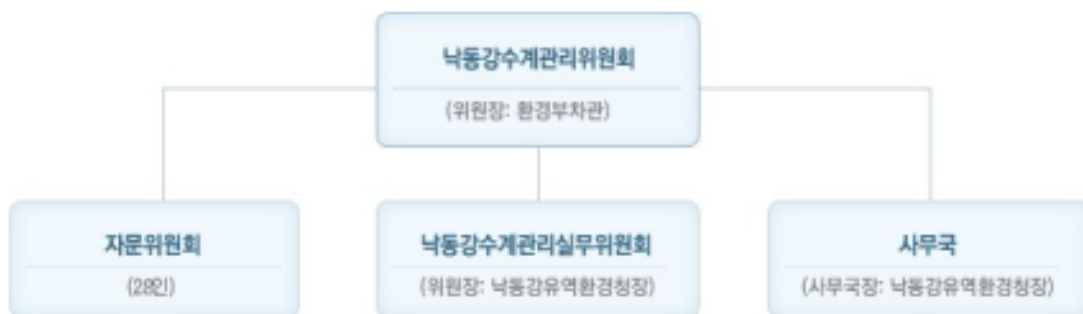 낙동강수계관리위원회
(위원장: 환경부차관)
자문위원회
(28인)
낙동강수계관리실무위원회
(위원장: 낙동강유역환경청장)
사무국
(사무국장: 낙동강유역환경청장)